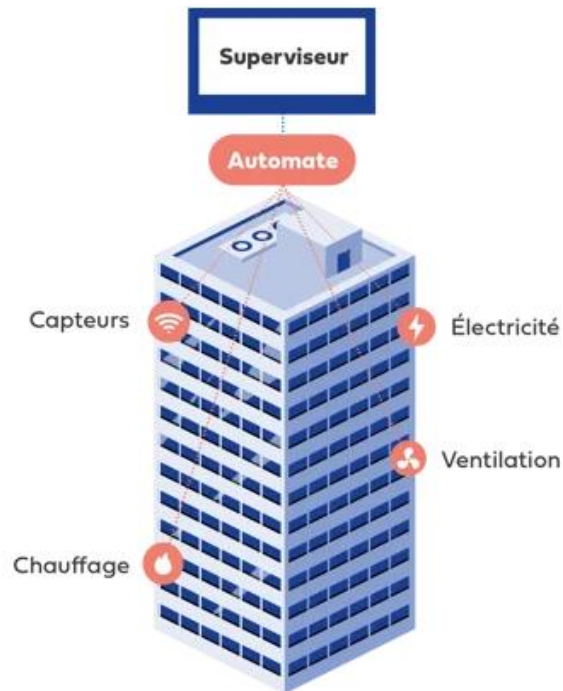 Superviseur
Automate
Capteurs
Électricité
Ventilation
Chauffage